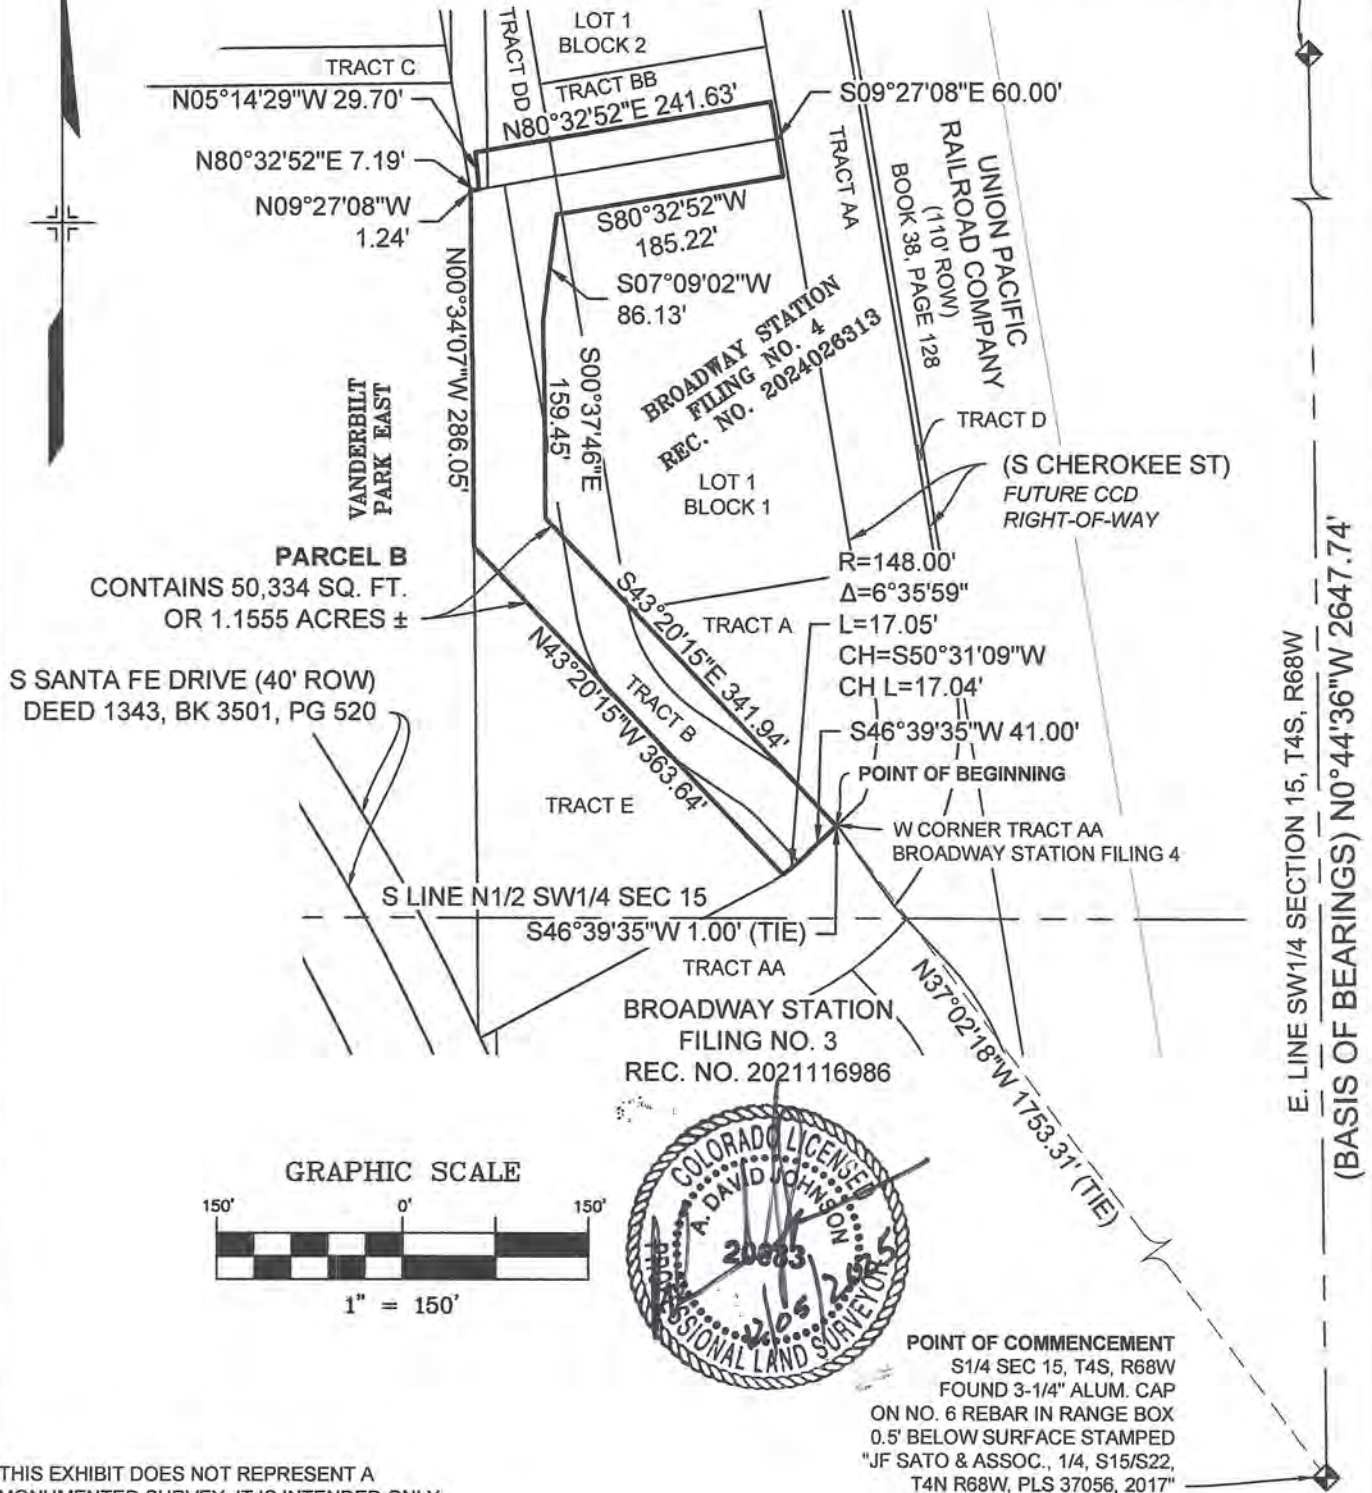 LOT 1
BLOCK 2
TRACT DD
TRACT C
TRACT BB
N05°14'29"W 29.70'
N80°32'52"E 241.63'
S09°27'08"E 60.00'
N80°32'52"E 7.19'
N09°27'08"W
1.24'
TRACT AA
UNION PACIFIC
RAILROAD COMPANY
(110' ROW)
BOOK 38, PAGE 128
S80°32'52"W
185.22'
S07°09'02"W
86.13'
N00°34'07"W 286.05'
S00°37'46"E
159.45'
BROADWAY STATION
FILING NO. 4
REC. NO. 2024026313
VANDERBILT
PARK EAST
TRACT D
(S CHEROKEE ST)
FUTURE CCD
RIGHT-OF-WAY
LOT 1
BLOCK 1
PARCEL B
CONTAINS 50,334 SQ. FT.
OR 1.1555 ACRES ±
R=148.00'
Δ=6°35'59"
L=17.05'
CH=S50°31'09"W
CH L=17.04'
S43°20'15"E 341.94'
TRACT A
N43°20'15"W 363.64'
TRACT B
S SANTA FE DRIVE (40' ROW)
DEED 1343, BK 3501, PG 520
S46°39'35"W 41.00'
POINT OF BEGINNING
TRACT E
W CORNER TRACT AA
BROADWAY STATION FILING 4
S LINE N1/2 SW1/4 SEC 15
S46°39'35"W 1.00' (TIE)
TRACT AA
BROADWAY STATION
FILING NO. 3
REC. NO. 2021116986
N37°02'18"W 1753.31' (TIE)
E. LINE SW1/4 SECTION 15, T4S, R68W
(BASIS OF BEARINGS) N0°44'36"W 2647.74'
GRAPHIC SCALE
150' 0' 150'
1" = 150'
COLORADO LICENSED
A. DAVID JOHNSON
20683
PROFESSIONAL LAND SURVEYOR
POINT OF COMMENCEMENT
S1/4 SEC 15, T4S, R68W
FOUND 3-1/4" ALUM. CAP
ON NO. 6 REBAR IN RANGE BOX
0.5' BELOW SURFACE STAMPED
"JF SATO & ASSOC., 1/4, S15/S22,
T4N R68W, PLS 37056, 2017"
THIS EXHIBIT DOES NOT REPRESENT A
MONUMENTED SURVEY. IT IS INTENDED ONLY